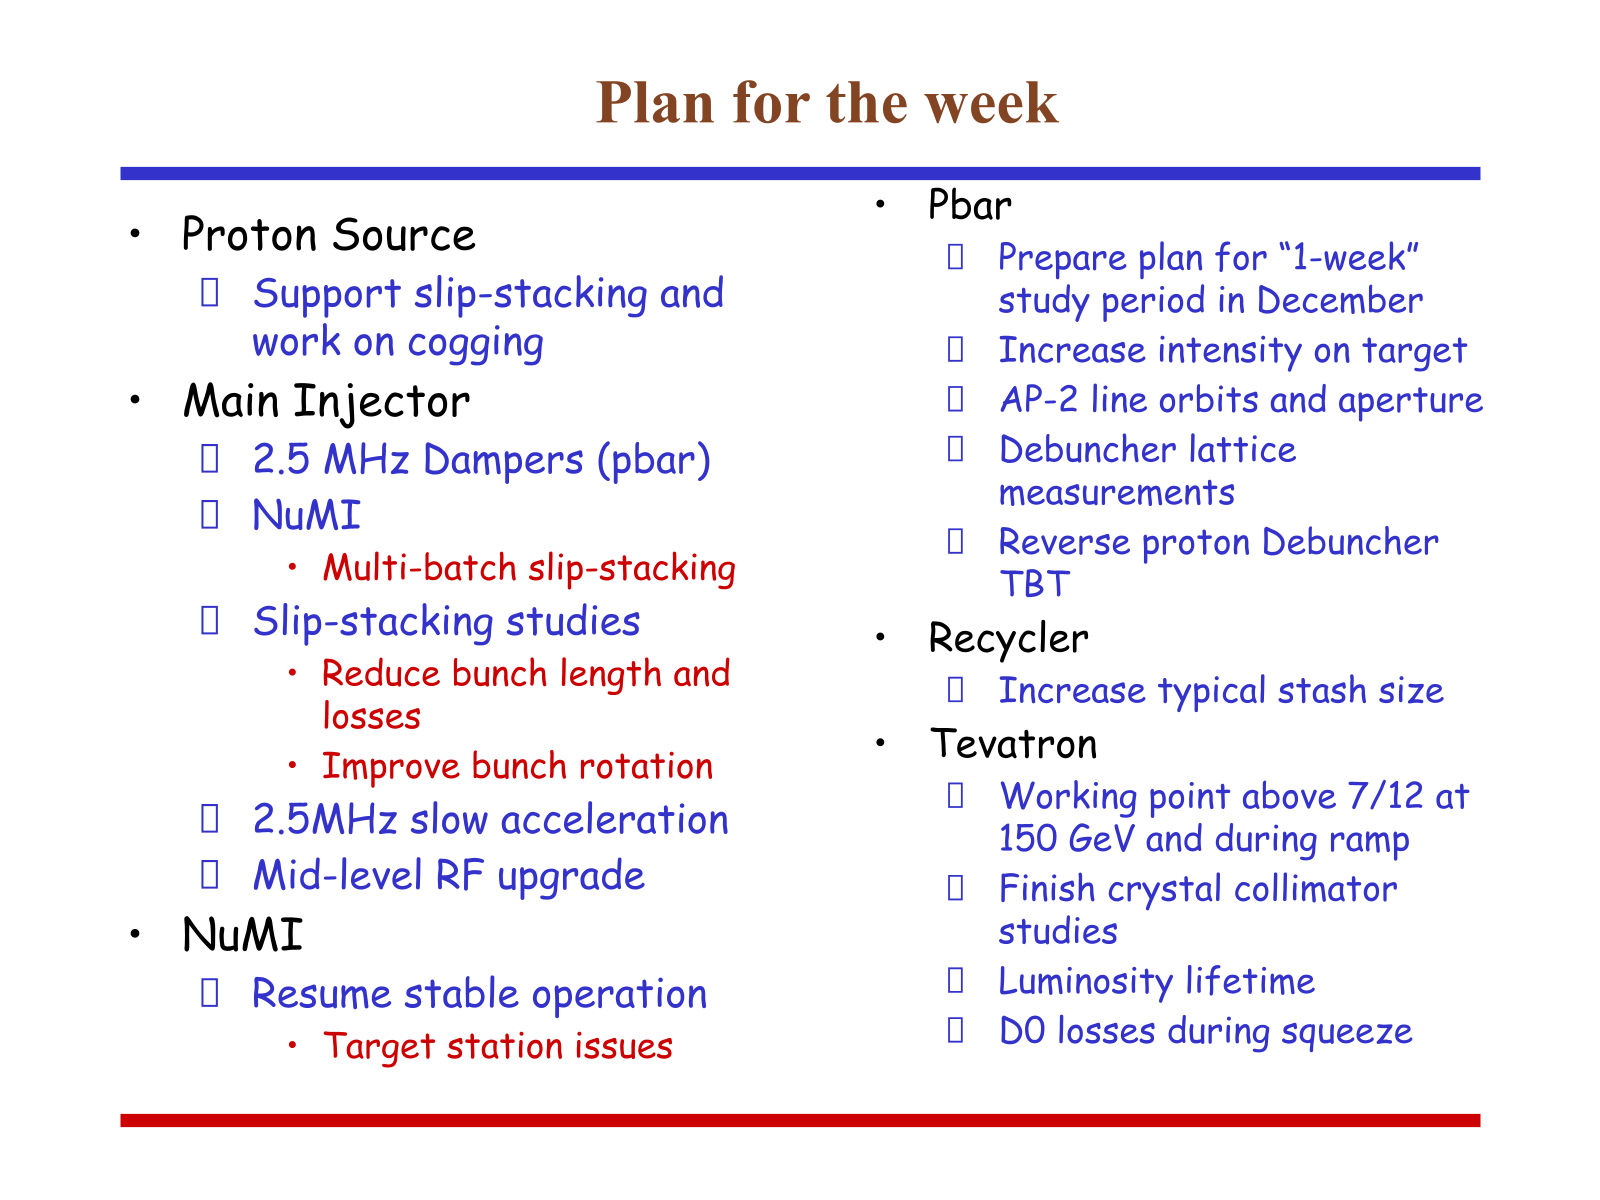 Plan for the week
• Proton Source
▯ Support slip-stacking and
work on cogging
• Main Injector
▯ 2.5 MHz Dampers (pbar)
▯ NuMI
• Multi-batch slip-stacking
▯ Slip-stacking studies
• Reduce bunch length and
losses
• Improve bunch rotation
▯ 2.5MHz slow acceleration
▯ Mid-level RF upgrade
• NuMI
▯ Resume stable operation
• Target station issues
• Pbar
▯ Prepare plan for “1-week”
study period in December
▯ Increase intensity on target
▯ AP-2 line orbits and aperture
▯ Debuncher lattice
measurements
▯ Reverse proton Debuncher
TBT
• Recycler
▯ Increase typical stash size
• Tevatron
▯ Working point above 7/12 at
150 GeV and during ramp
▯ Finish crystal collimator
studies
▯ Luminosity lifetime
▯ D0 losses during squeeze